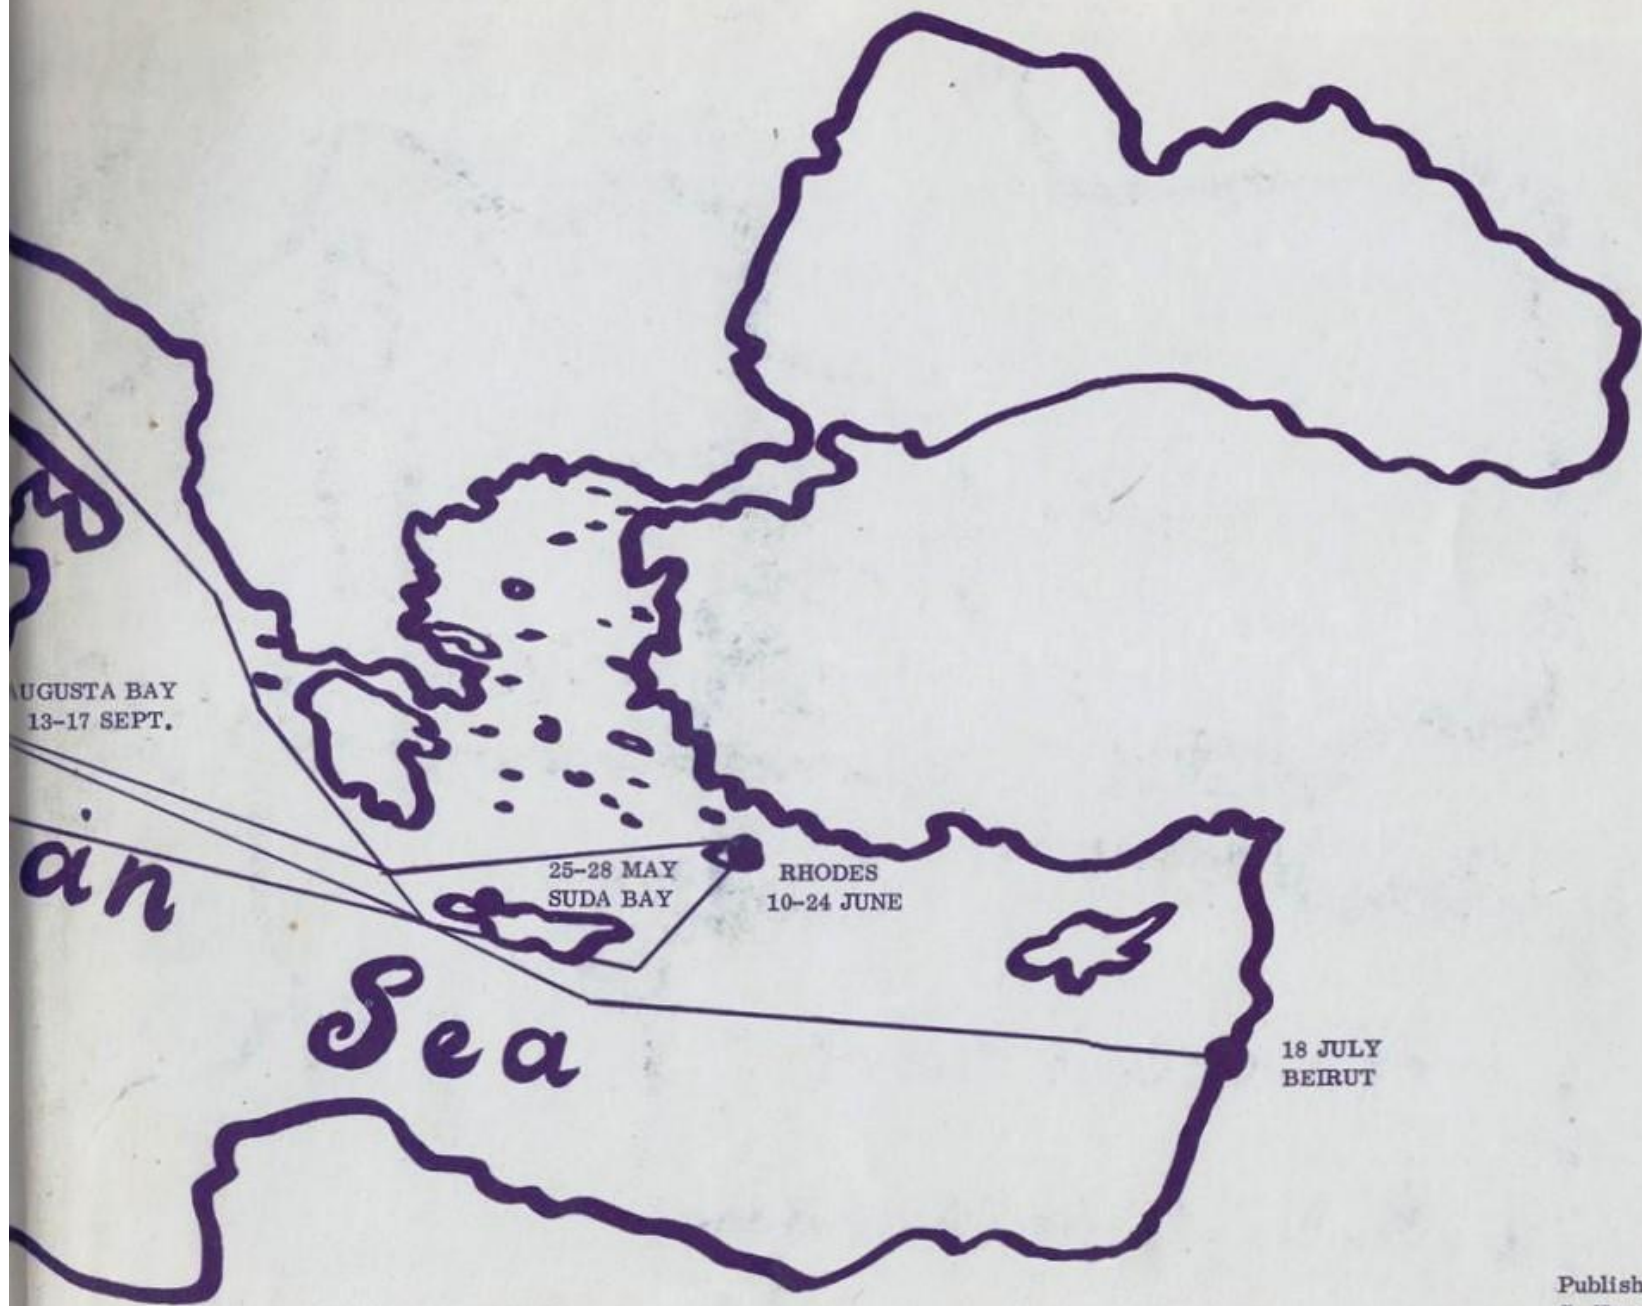 UGUSTA BAY
13-17 SEPT.
an
25-28 MAY
SUDA BAY
RHODES
10-24 JUNE
Sea
18 JULY
BEIRUT
Publish